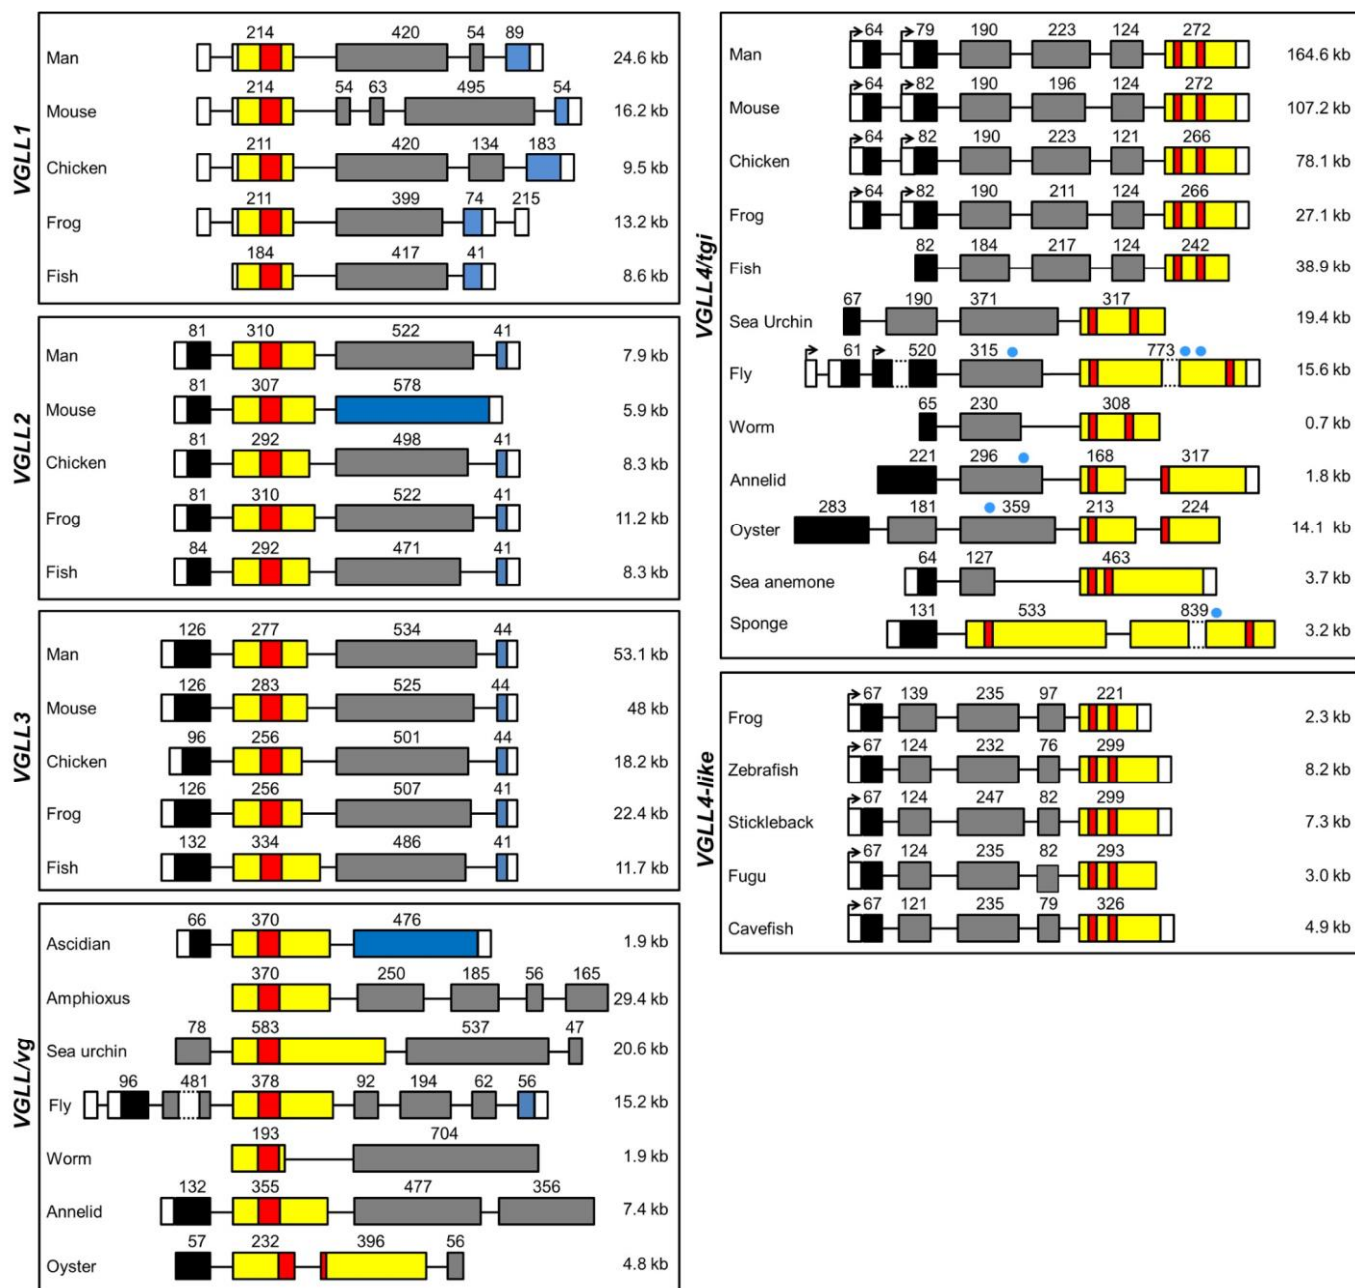 VGLL1
214 420 54 89
Man 24.6 kb
214 54 63 495 54
Mouse 16.2 kb
211 420 134 183
Chicken 9.5 kb
211 399 74 215
Frog 13.2 kb
184 417 41
Fish 8.6 kb
VGLL2
81 310 522 41
Man 7.9 kb
81 307 578
Mouse 5.9 kb
81 292 498 41
Chicken 8.3 kb
81 310 522 41
Frog 11.2 kb
84 292 471 41
Fish 8.3 kb
VGLL3
126 277 534 44
Man 53.1 kb
126 283 525 44
Mouse 48 kb
96 256 501 44
Chicken 18.2 kb
126 256 507 41
Frog 22.4 kb
132 334 486 41
Fish 11.7 kb
VGLL/vg
66 370 476
Ascidian 1.9 kb
370 250 185 56 165
Amphioxus 29.4 kb
78 583 537 47
Sea urchin 20.6 kb
96 481 378 92 194 62 56
Fly 15.2 kb
193 704
Worm 1.9 kb
132 355 477 356
Annelid 7.4 kb
57 232 396 56
Oyster 4.8 kb
VGLL4/tgi
64 79 190 223 124 272
Man 164.6 kb
64 82 190 196 124 272
Mouse 107.2 kb
64 82 190 223 121 266
Chicken 78.1 kb
64 82 190 211 124 266
Frog 27.1 kb
82 184 217 124 242
Fish 38.9 kb
67 190 371 317
Sea Urchin 19.4 kb
61 520 315 773
Fly 15.6 kb
65 230 308
Worm 0.7 kb
221 296 168 317
Annelid 1.8 kb
283 181 359 213 224
Oyster 14.1 kb
64 127 463
Sea anemone 3.7 kb
131 533 839
Sponge 3.2 kb
VGLL4-like
67 139 235 97 221
Frog 2.3 kb
67 124 232 76 299
Zebrafish 8.2 kb
67 124 247 82 299
Stickleback 7.3 kb
67 124 235 82 293
Fugu 3.0 kb
67 121 235 79 326
Cavefish 4.9 kb